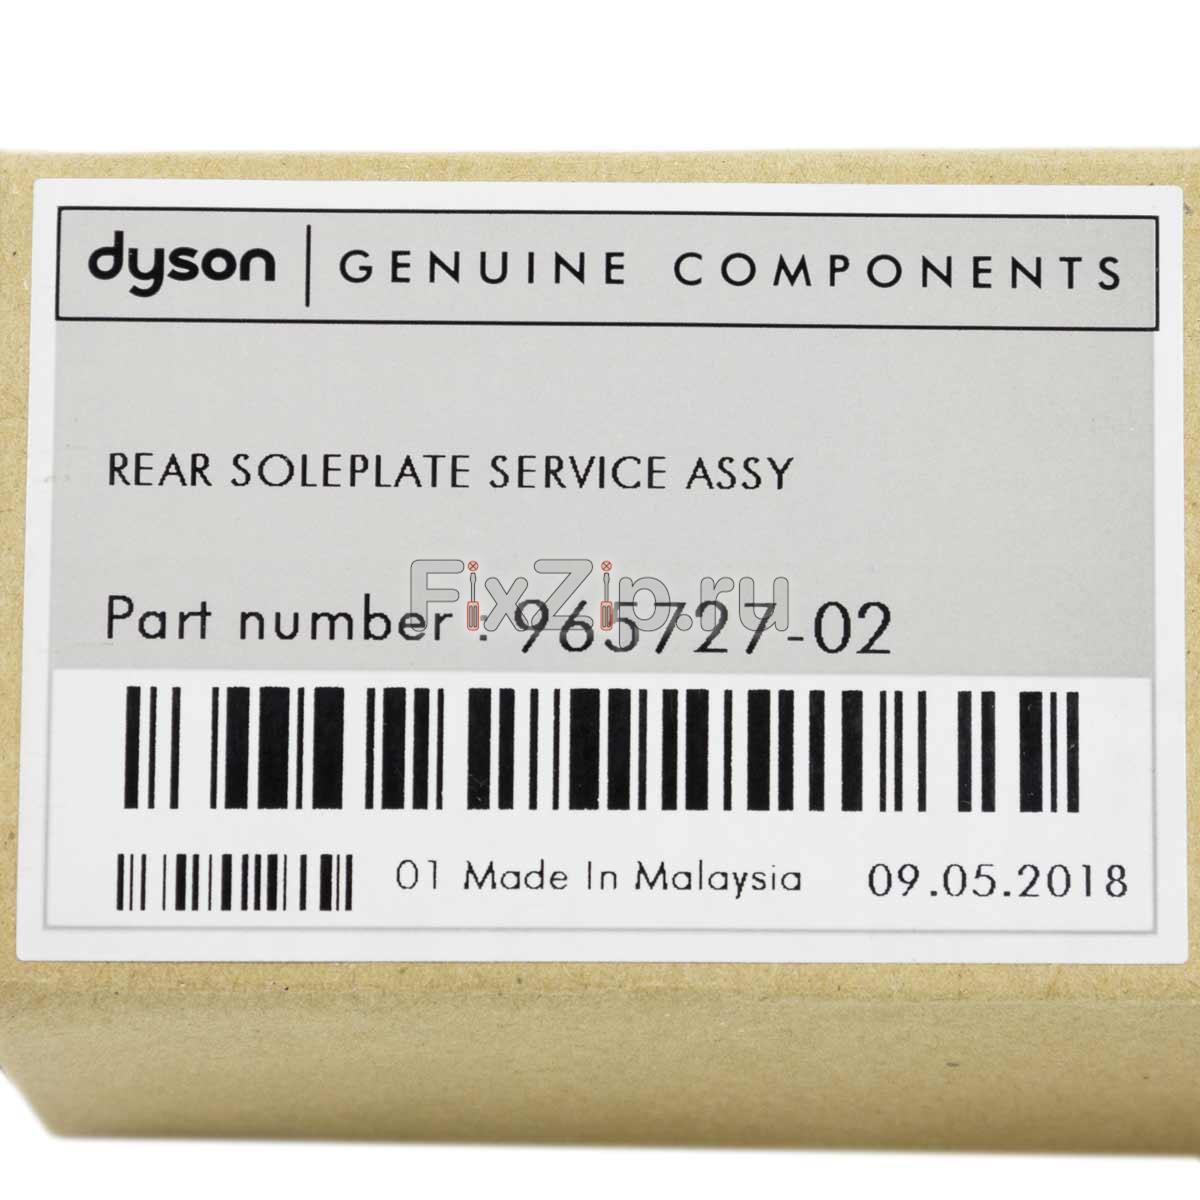 dyson | GENUINE COMPONENTS
REAR SOLEPLATE SERVICE ASSY
FixZip.ru
Part number : 965727-02
01 Made In Malaysia 09.05.2018